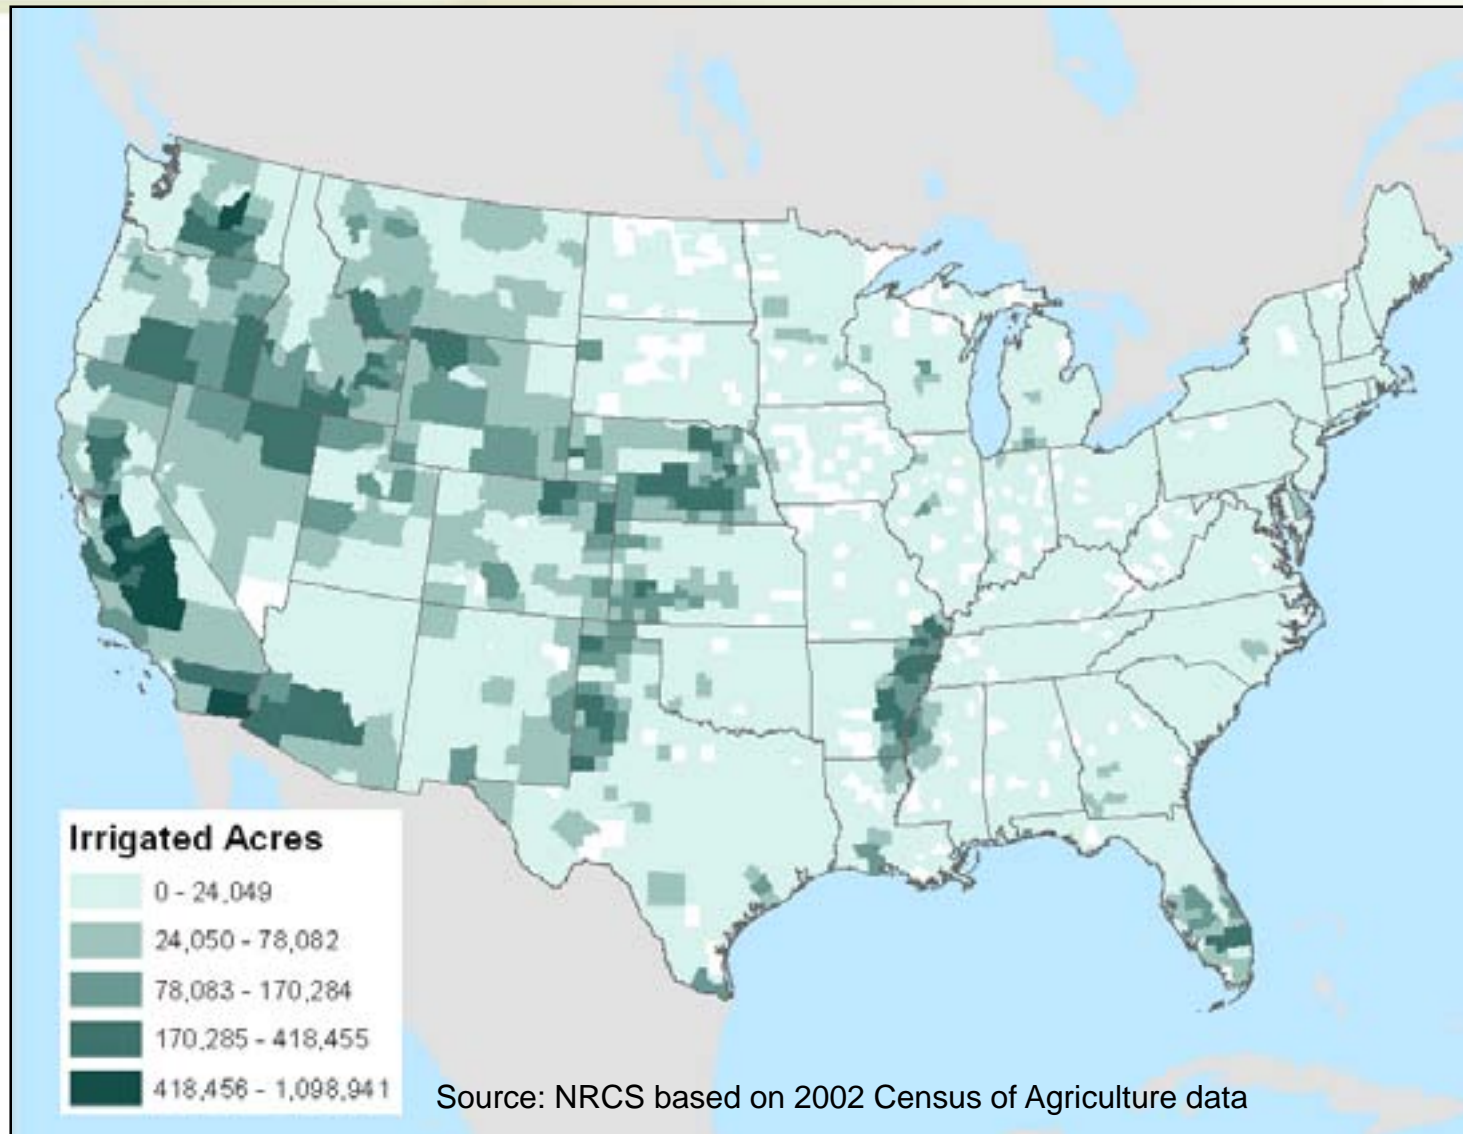 Irrigated Acres
0 - 24,049
24,050 - 78,082
78,083 - 170,284
170,285 - 418,455
418,456 - 1,098,941
Source: NRCS based on 2002 Census of Agriculture data